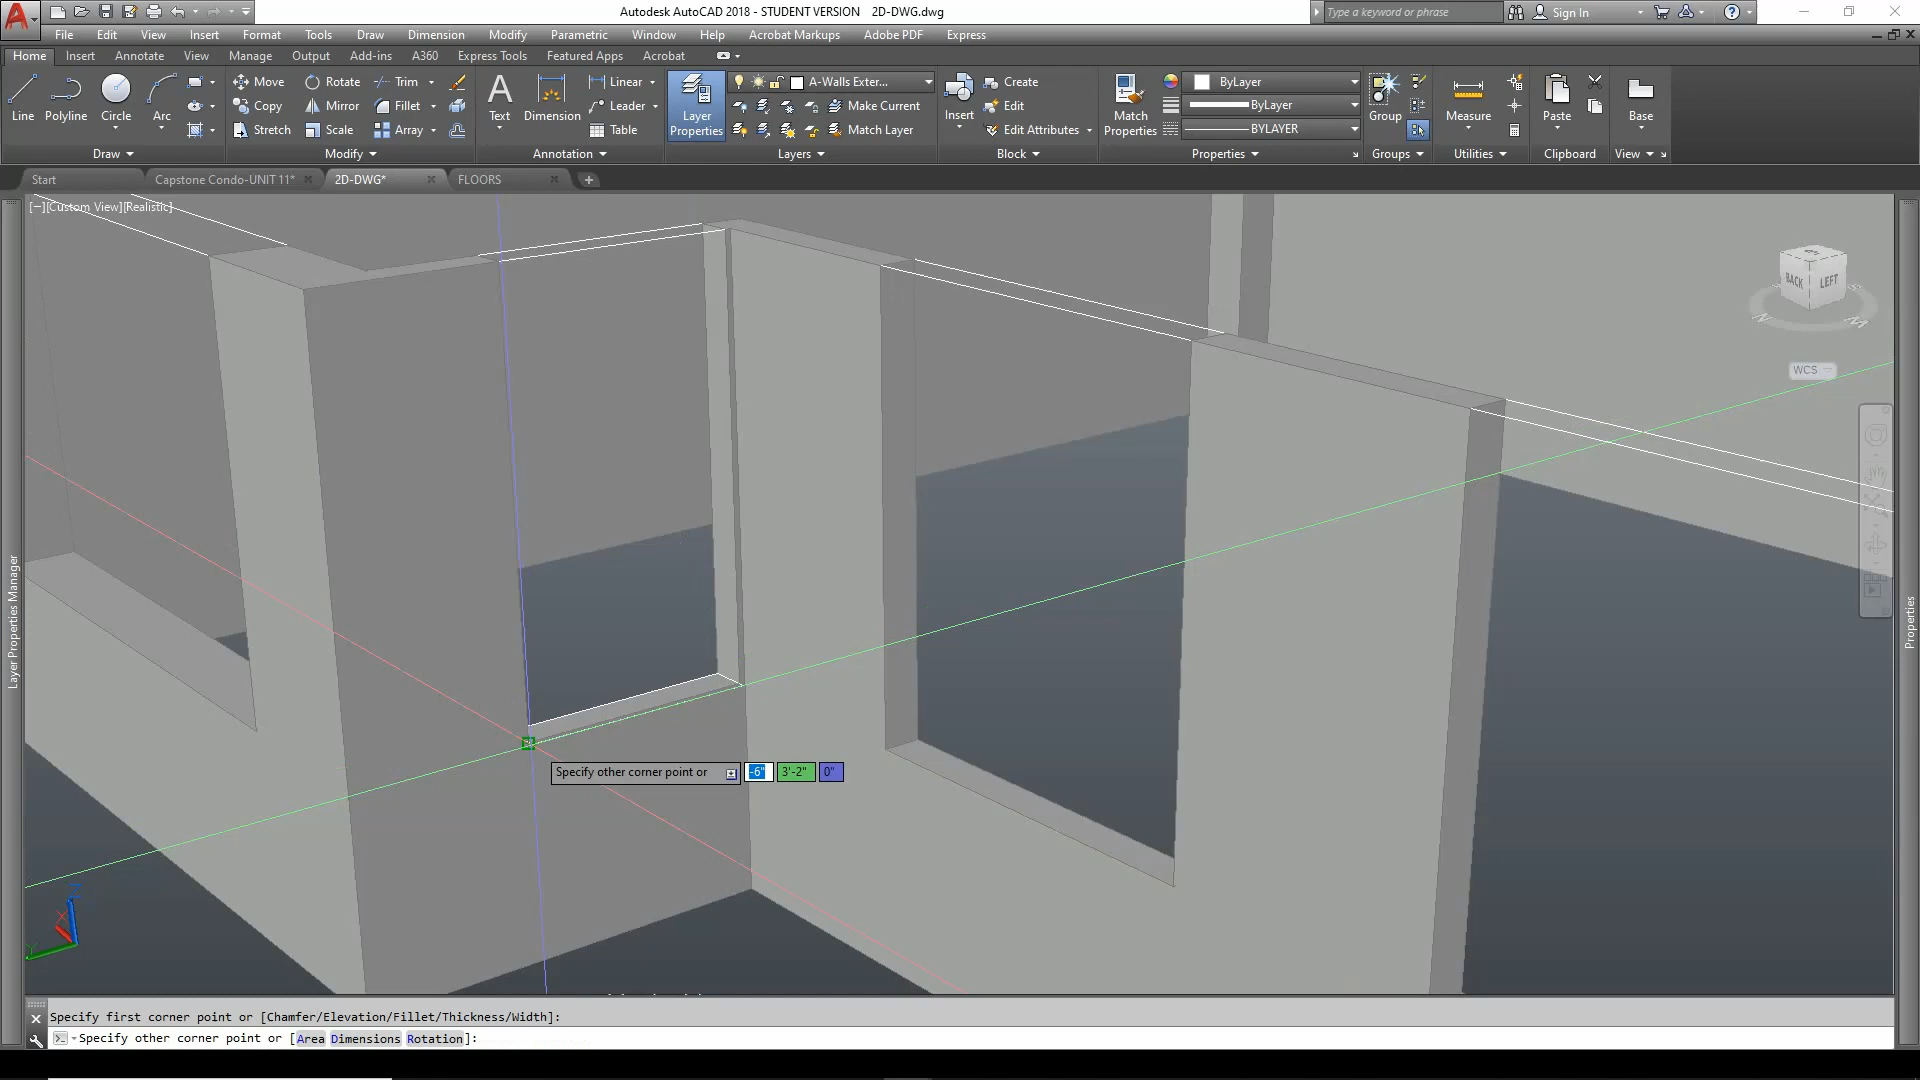 Autodesk AutoCAD 2018 - STUDENT VERSION 2D-DWG.dwg
Type a keyword or phrase
Sign In
File Edit View Insert Format Tools Draw Dimension Modify Parametric Window Help Acrobat Markups Adobe PDF Express
Home Insert Annotate View Manage Output Add-ins A360 Express Tools Featured Apps Acrobat
Line Polyline Circle Arc
Move Rotate Trim
Copy Mirror Fillet
Stretch Scale Array
Text Dimension
Linear
Leader
Table
Layer Properties
A-Walls Exter...
Make Current
Match Layer
Insert
Create
Edit
Edit Attributes
Match Properties
ByLayer
ByLayer
BYLAYER
Group
Measure
Paste
Base
Draw Modify Annotation Layers Block Properties Groups Utilities Clipboard View
Start Capstone Condo-UNIT 11* 2D-DWG* FLOORS
[−][Custom View][Realistic]
BACK LEFT
WCS
Layer Properties Manager
Properties
Specify other corner point or -6" 3'-2" 0"
Z
X
Y
Specify first corner point or [Chamfer/Elevation/Fillet/Thickness/Width]:
Specify other corner point or [Area Dimensions Rotation]: